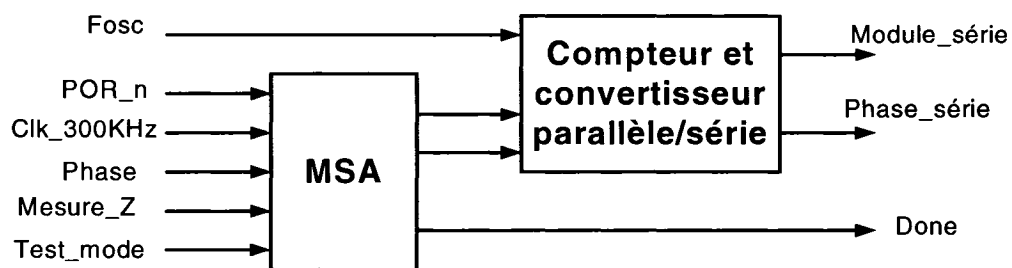 Fosc
POR_n
Clk_300KHz
Phase
Mesure_Z
Test_mode
MSA
Compteur et
convertisseur
parallèle/série
Module_série
Phase_série
Done